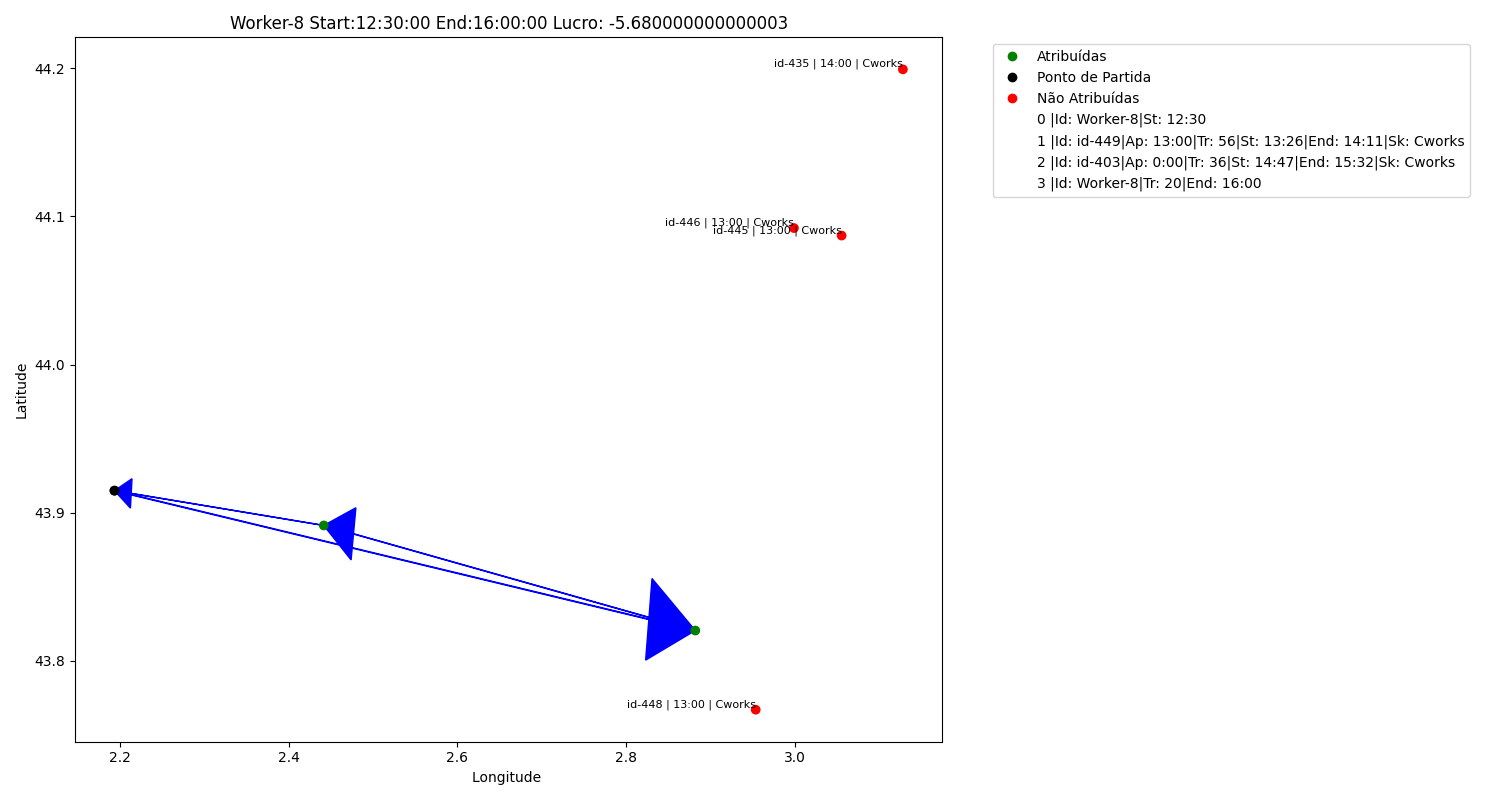 Worker-8 Start:12:30:00 End:16:00:00 Lucro: -5.680000000000003
Atribuídas
Ponto de Partida
Não Atribuídas
0 |Id: Worker-8|St: 12:30
1 |Id: id-449|Ap: 13:00|Tr: 56|St: 13:26|End: 14:11|Sk: Cworks
2 |Id: id-403|Ap: 0:00|Tr: 36|St: 14:47|End: 15:32|Sk: Cworks
3 |Id: Worker-8|Tr: 20|End: 16:00
id-435 | 14:00 | Cworks
id-446 | 13:00 | Cworks
id-445 | 13:00 | Cworks
id-448 | 13:00 | Cworks
44.2
44.1
44.0
43.9
43.8
Latitude
2.2
2.4
2.6
2.8
3.0
Longitude